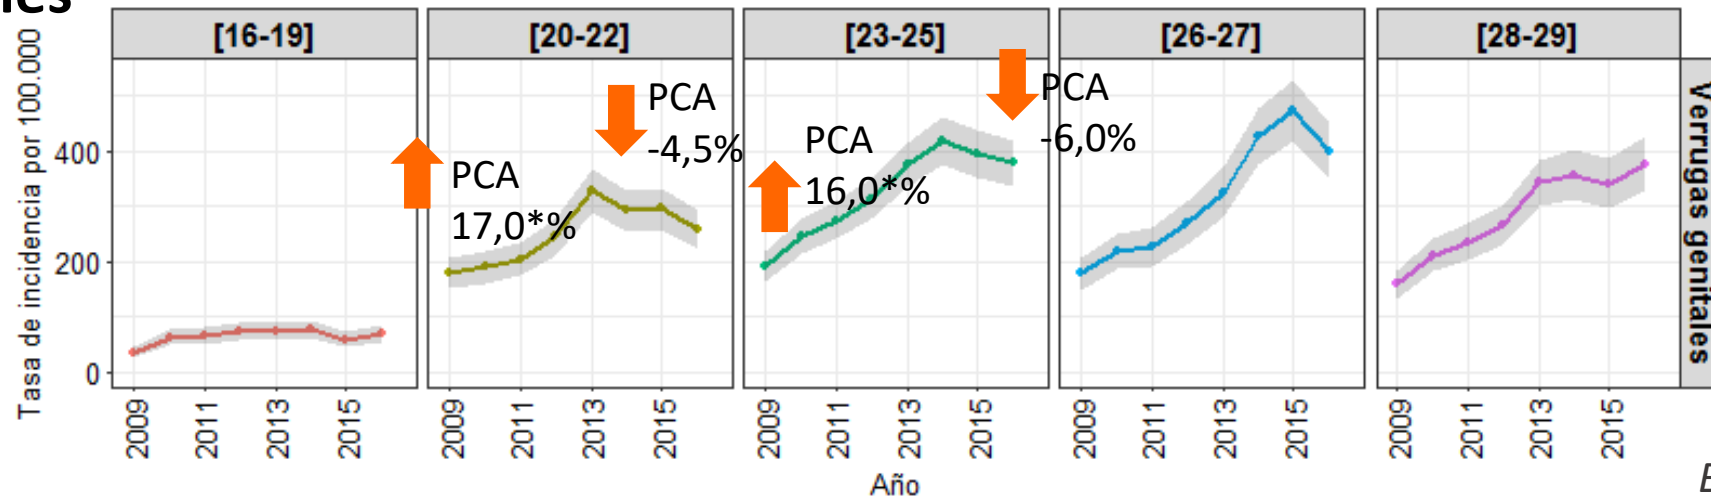 [16-19] [20-22] [23-25] [26-27] [28-29]
Tasa de incidencia por 100.000
400
200
0
PCA
17,0*%
PCA
-4,5%
PCA
16,0*%
PCA
-6,0%
Verrugas genitales
2009 2011 2013 2015 2009 2011 2013 2015 2009 2011 2013 2015 2009 2011 2013 2015 2009 2011 2013 2015
Año